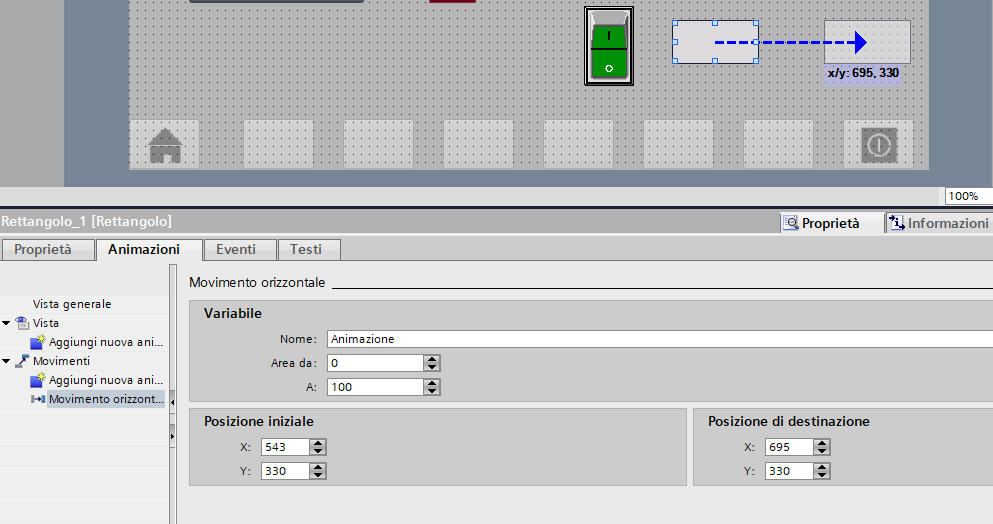 x/y: 695, 330
100%
Rettangolo_1 [Rettangolo]
Proprietà
Informazioni
Proprietà
Animazioni
Eventi
Testi
Movimento orizzontale
Vista generale
Vista
Aggiungi nuova ani...
Movimenti
Aggiungi nuova ani...
Movimento orizzont...
Variabile
Nome: Animazione
Area da: 0
A: 100
Posizione iniziale
X: 543
Y: 330
Posizione di destinazione
X: 695
Y: 330